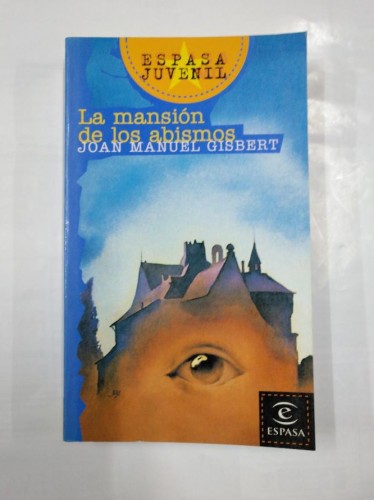 ESPASA
JUVENIL
La mansión
de los abismos
JOAN MANUEL GISBERT
e
ESPASA